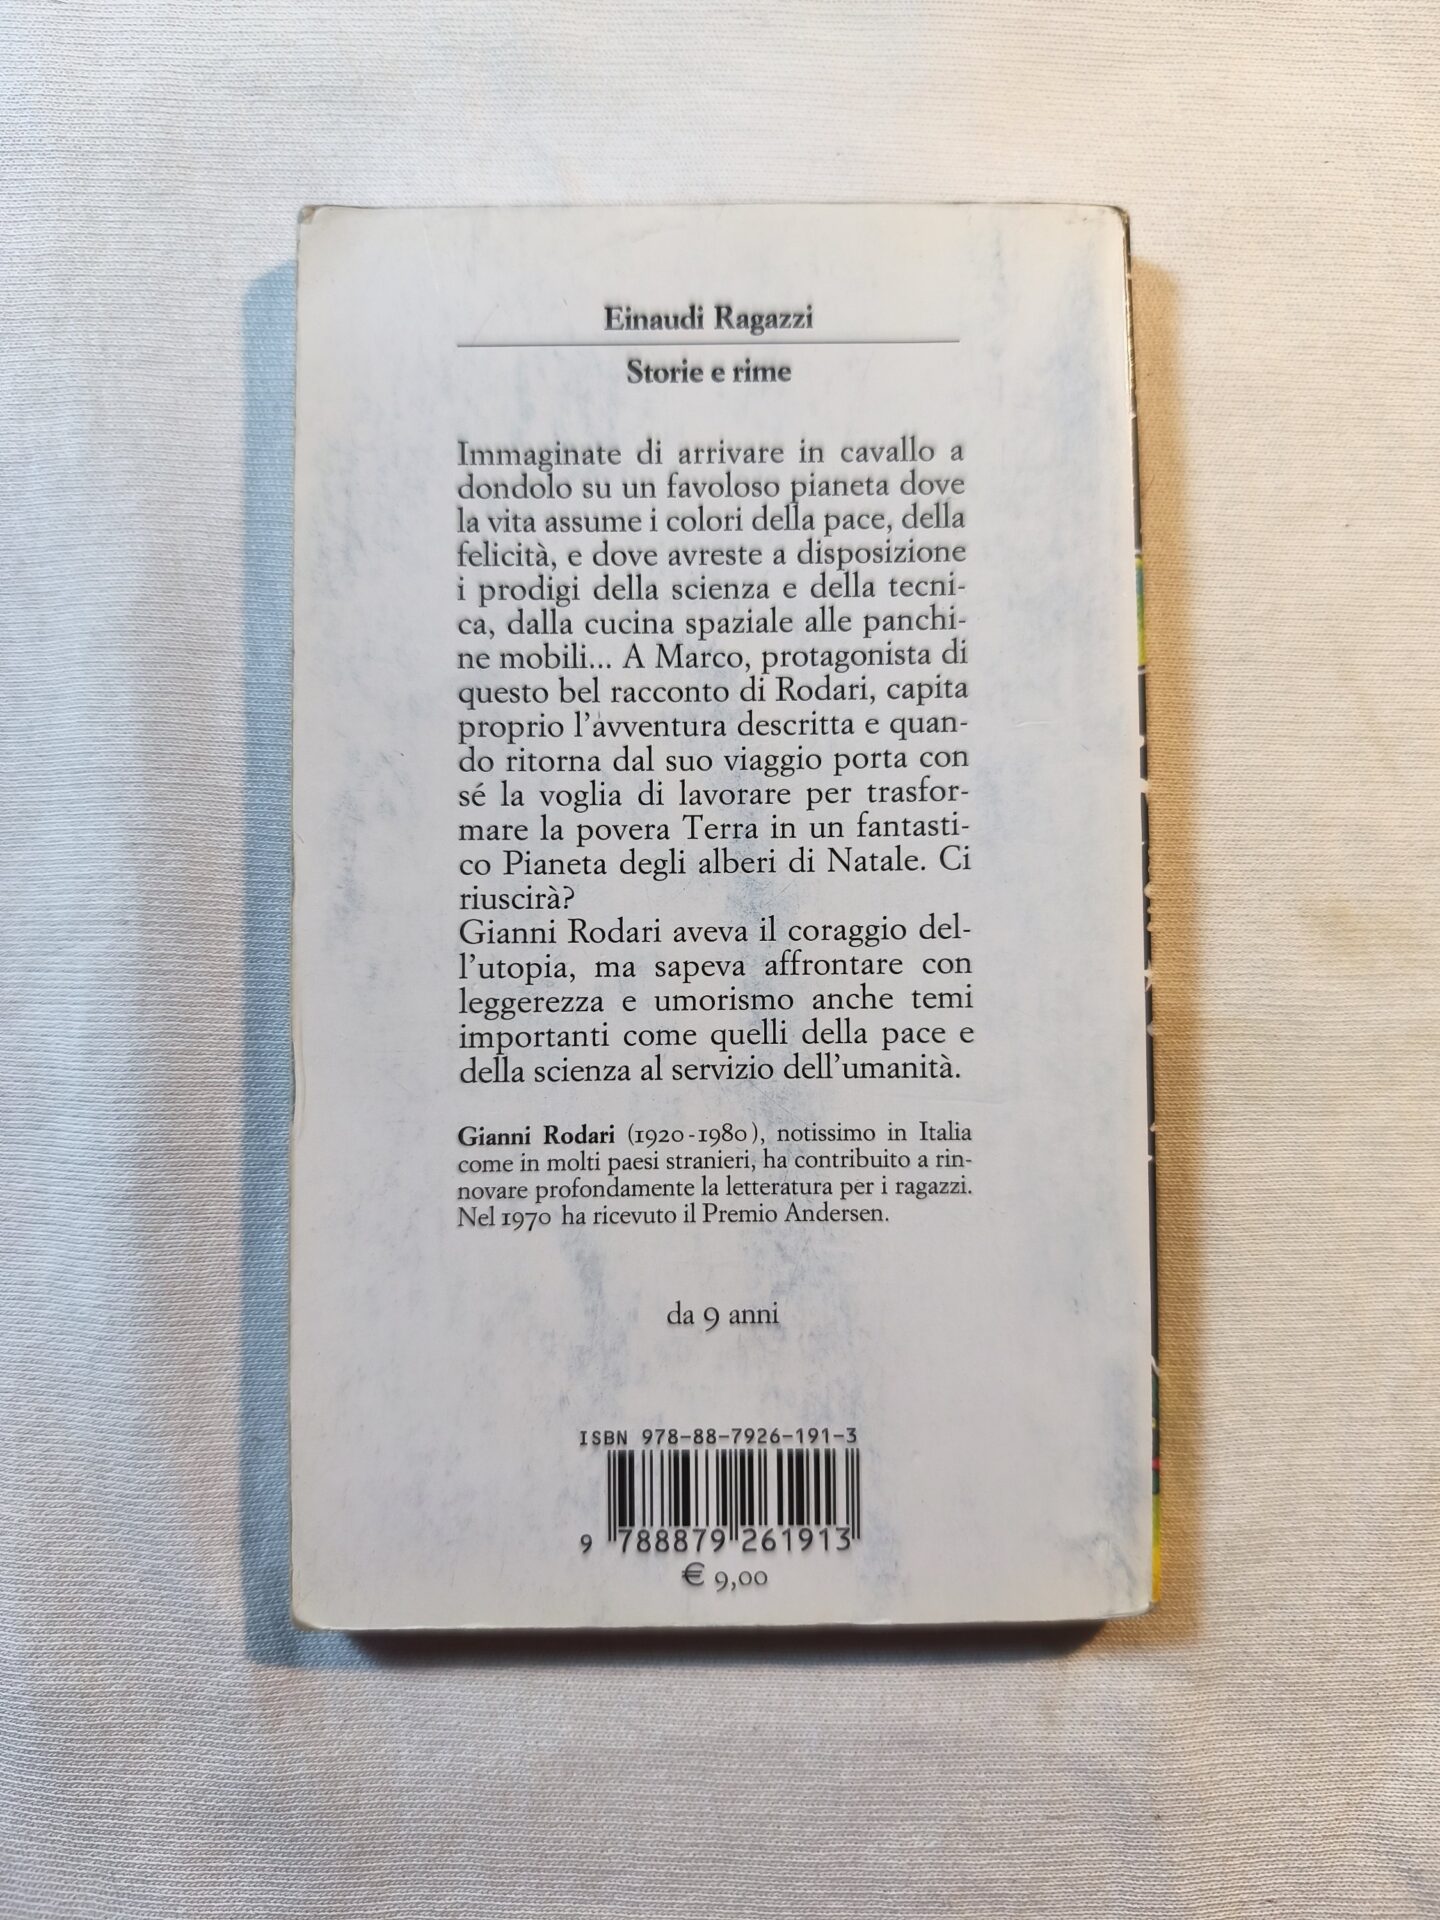 Einaudi Ragazzi
Storie e rime
Immaginate di arrivare in cavallo a
dondolo su un favoloso pianeta dove
la vita assume i colori della pace, della
felicità, e dove avreste a disposizione
i prodigi della scienza e della tecni-
ca, dalla cucina spaziale alle panchi-
ne mobili... A Marco, protagonista di
questo bel racconto di Rodari, capita
proprio l'avventura descritta e quan-
do ritorna dal suo viaggio porta con
sé la voglia di lavorare per trasfor-
mare la povera Terra in un fantasti-
co Pianeta degli alberi di Natale. Ci
riuscirà?
Gianni Rodari aveva il coraggio del-
l'utopia, ma sapeva affrontare con
leggerezza e umorismo anche temi
importanti come quelli della pace e
della scienza al servizio dell'umanità.
Gianni Rodari (1920-1980), notissimo in Italia
come in molti paesi stranieri, ha contribuito a rin-
novare profondamente la letteratura per i ragazzi.
Nel 1970 ha ricevuto il Premio Andersen.
da 9 anni
ISBN 978-88-7926-191-3
9 788879 261913
€ 9,00